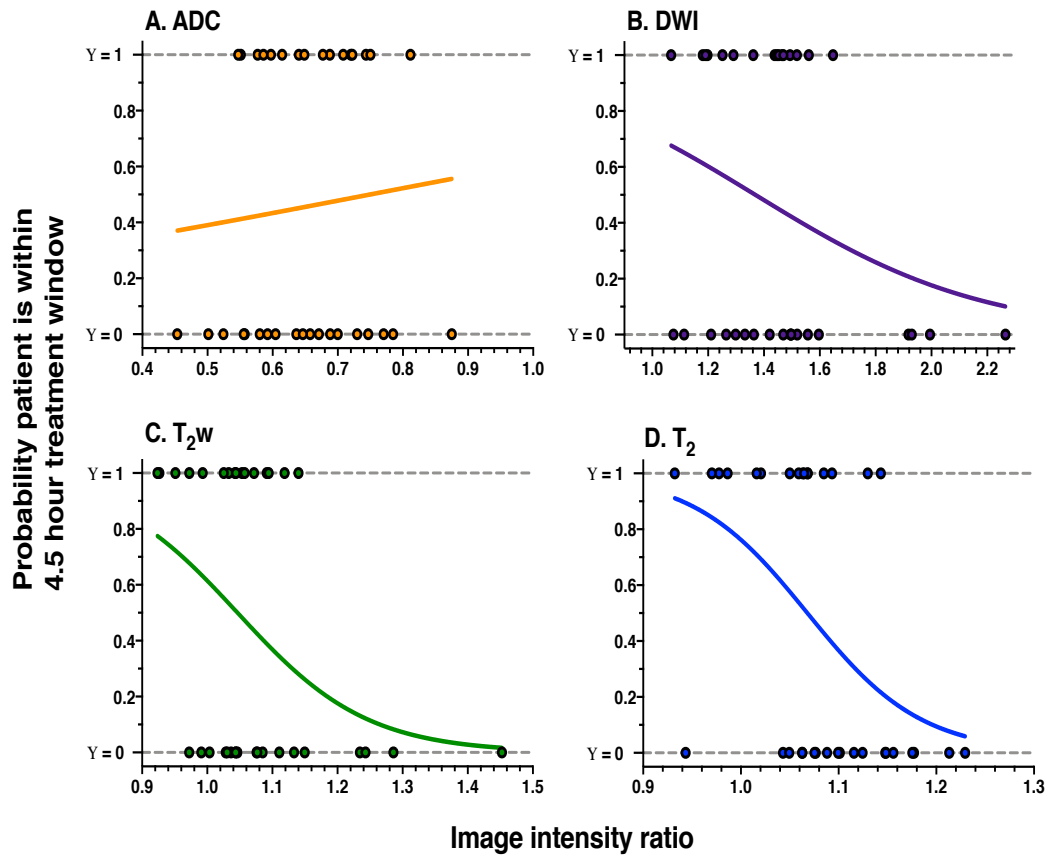 A. ADC
Y = 1
0.8
0.6
0.4
0.2
Y = 0
0.4 0.5 0.6 0.7 0.8 0.9 1.0
B. DWI
Y = 1
0.8
0.6
0.4
0.2
Y = 0
1.0 1.2 1.4 1.6 1.8 2.0 2.2
Probability patient is within
4.5 hour treatment window
C. T2w
Y = 1
0.8
0.6
0.4
0.2
Y = 0
0.9 1.0 1.1 1.2 1.3 1.4 1.5
D. T2
Y = 1
0.8
0.6
0.4
0.2
Y = 0
0.9 1.0 1.1 1.2 1.3
Image intensity ratio